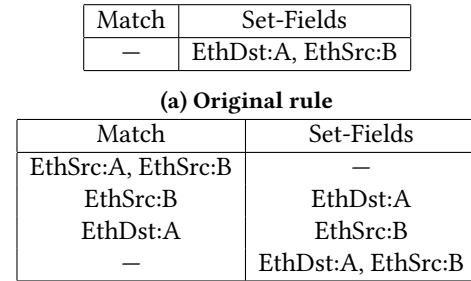 Match Set-Fields
— EthDst:A, EthSrc:B
(a) Original rule
Match Set-Fields
EthSrc:A, EthSrc:B —
EthSrc:B EthDst:A
EthDst:A EthSrc:B
— EthDst:A, EthSrc:B